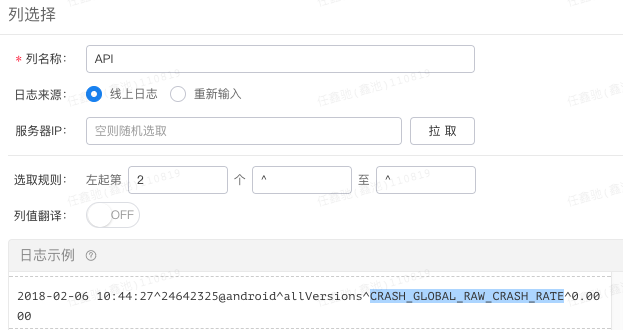 列选择
* 列名称： API
日志来源： 线上日志 重新输入
服务器IP： 空则随机选取 拉 取
选取规则： 左起第 2 个 ^ 至 ^
列值翻译： OFF
日志示例 ?
2018-02-06 10:44:27^24642325@android^allVersions^CRASH_GLOBAL_RAW_CRASH_RATE^0.00
00